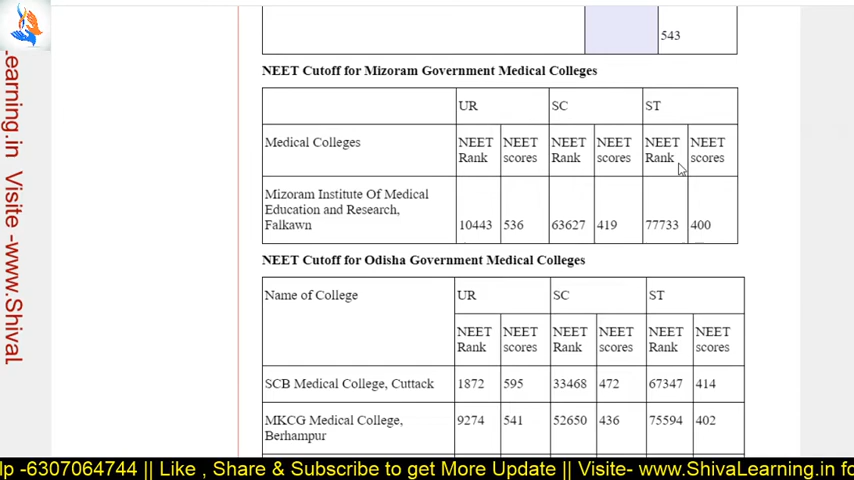 543
NEET Cutoff for Mizoram Government Medical Colleges
UR SC ST
Medical Colleges NEET Rank NEET scores NEET Rank NEET scores NEET Rank NEET scores
Mizoram Institute Of Medical
Education and Research,
Falkawn 10443 536 63627 419 77733 400
NEET Cutoff for Odisha Government Medical Colleges
Name of College UR SC ST
NEET Rank NEET scores NEET Rank NEET scores NEET Rank NEET scores
SCB Medical College, Cuttack 1872 595 33468 472 67347 414
MKCG Medical College, 9274 541 52650 436 75594 402
Berhampur
earning.in Visite -www.Shival
lp -6307064744 || Like , Share & Subscribe to get More Update || Visite- www.ShivaLearning.in fo